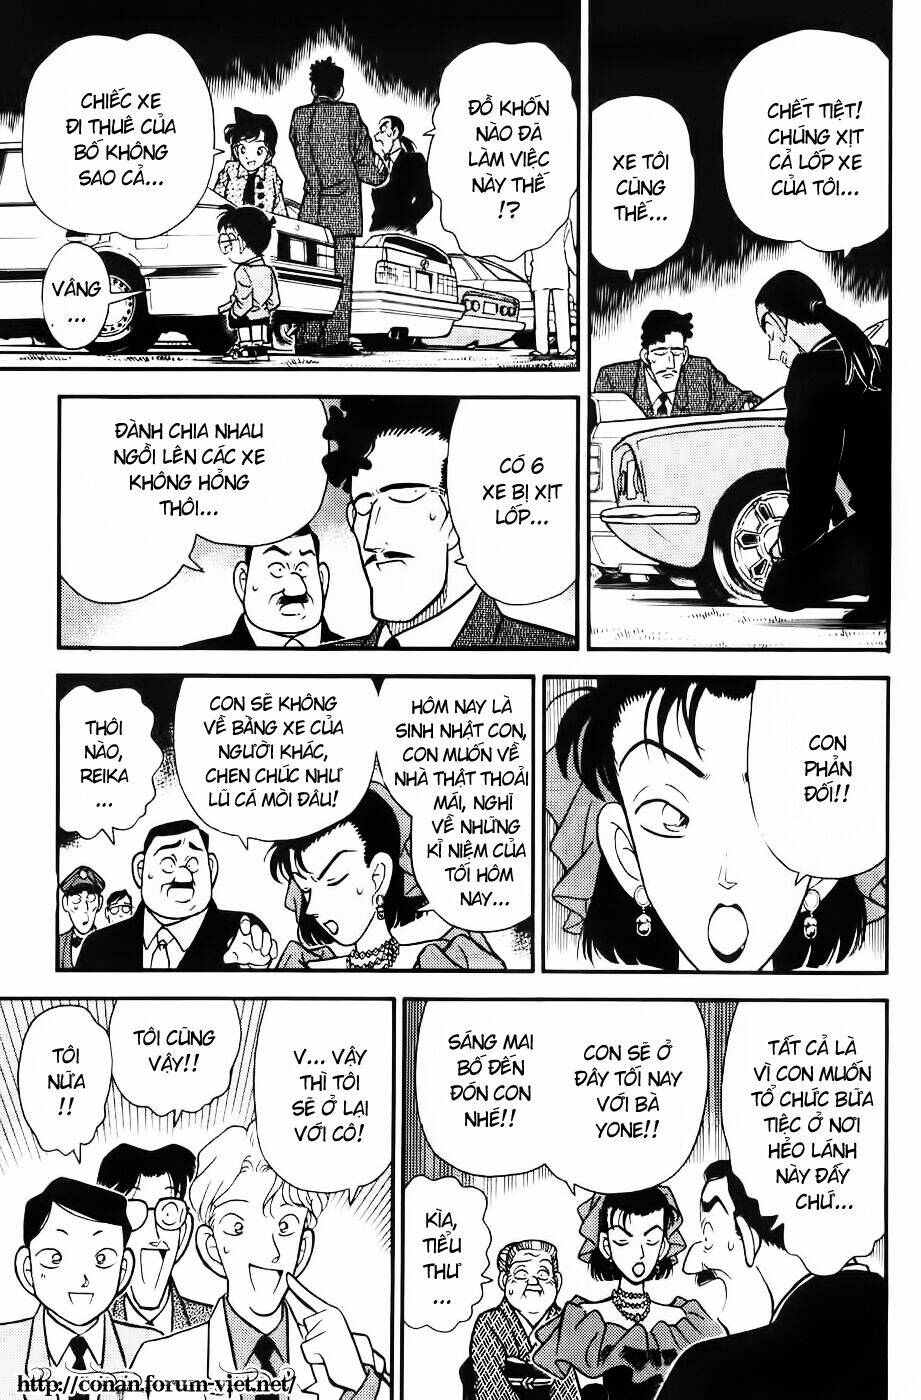 CHẾT TIỆT!
CHÚNG XỊT
CẢ LỐP XE
CỦA TÔI...
XE TÔI
CŨNG
THẾ...
ĐỒ KHỐN
NÀO ĐÃ
LÀM VIỆC
NÀY THẾ
!?
CHIẾC XE
ĐI THUÊ CỦA
BỐ KHÔNG
SAO CẢ...
VÂNG
...
CÓ 6
XE BỊ XỊT
LỐP...
ĐÀNH CHIA NHAU
NGỒI LÊN CÁC XE
KHÔNG HỎNG
THÔI...
CON
PHẢN
ĐỐI!!
HÔM NAY LÀ
SINH NHẬT CON,
CON MUỐN VỀ
NHÀ THẬT THOẢI
MÁI, NGHĨ
VỀ NHỮNG
KỈ NIỆM CỦA
TỐI HÔM
NAY...
CON SẼ KHÔNG
VỀ BẰNG XE CỦA
NGƯỜI KHÁC,
CHEN CHÚC NHƯ
LŨ CÁ MÒI ĐÂU!
THÔI
NÀO,
REIKA
...
TẤT CẢ LÀ
VÌ CON MUỐN
TỔ CHỨC BỮA
TIỆC Ở NƠI
HẺO LÁNH
NÀY ĐẤY
CHỨ...
CON SẼ Ở
ĐÂY TỐI NAY
VỚI BÀ
YONE!!
SÁNG MAI
BỐ ĐẾN
ĐÓN CON
NHÉ!!
KÌA,
TIỂU
THƯ
...
V... VẬY
THÌ TÔI
SẼ Ở LẠI
VỚI CÔ!
TÔI CŨNG
VẬY!!
TÔI
NỮA
!!
http://conan.forum-viet.net/